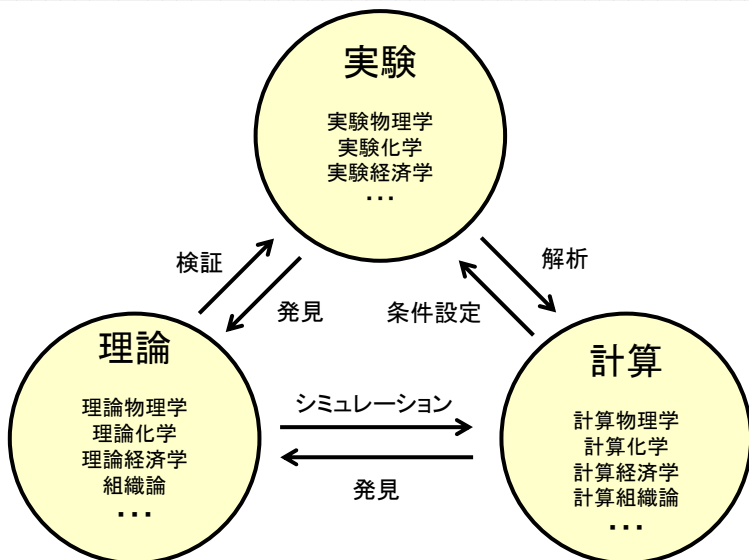 実験
実験物理学
実験化学
実験経済学
・・・
検証
発見
条件設定
解析
理論
理論物理学
理論化学
理論経済学
組織論
・・・
シミュレーション
発見
計算
計算物理学
計算化学
計算経済学
計算組織論
・・・